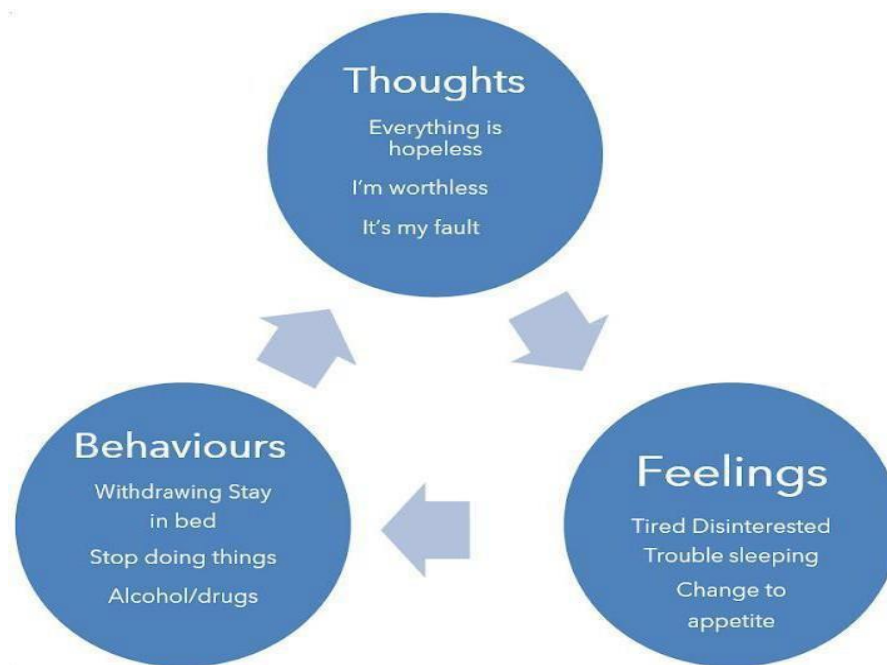 Thoughts
Everything is
hopeless
I'm worthless
It's my fault
Behaviours
Withdrawing Stay
in bed
Stop doing things
Alcohol/drugs
Feelings
Tired Disinterested
Trouble sleeping
Change to
appetite